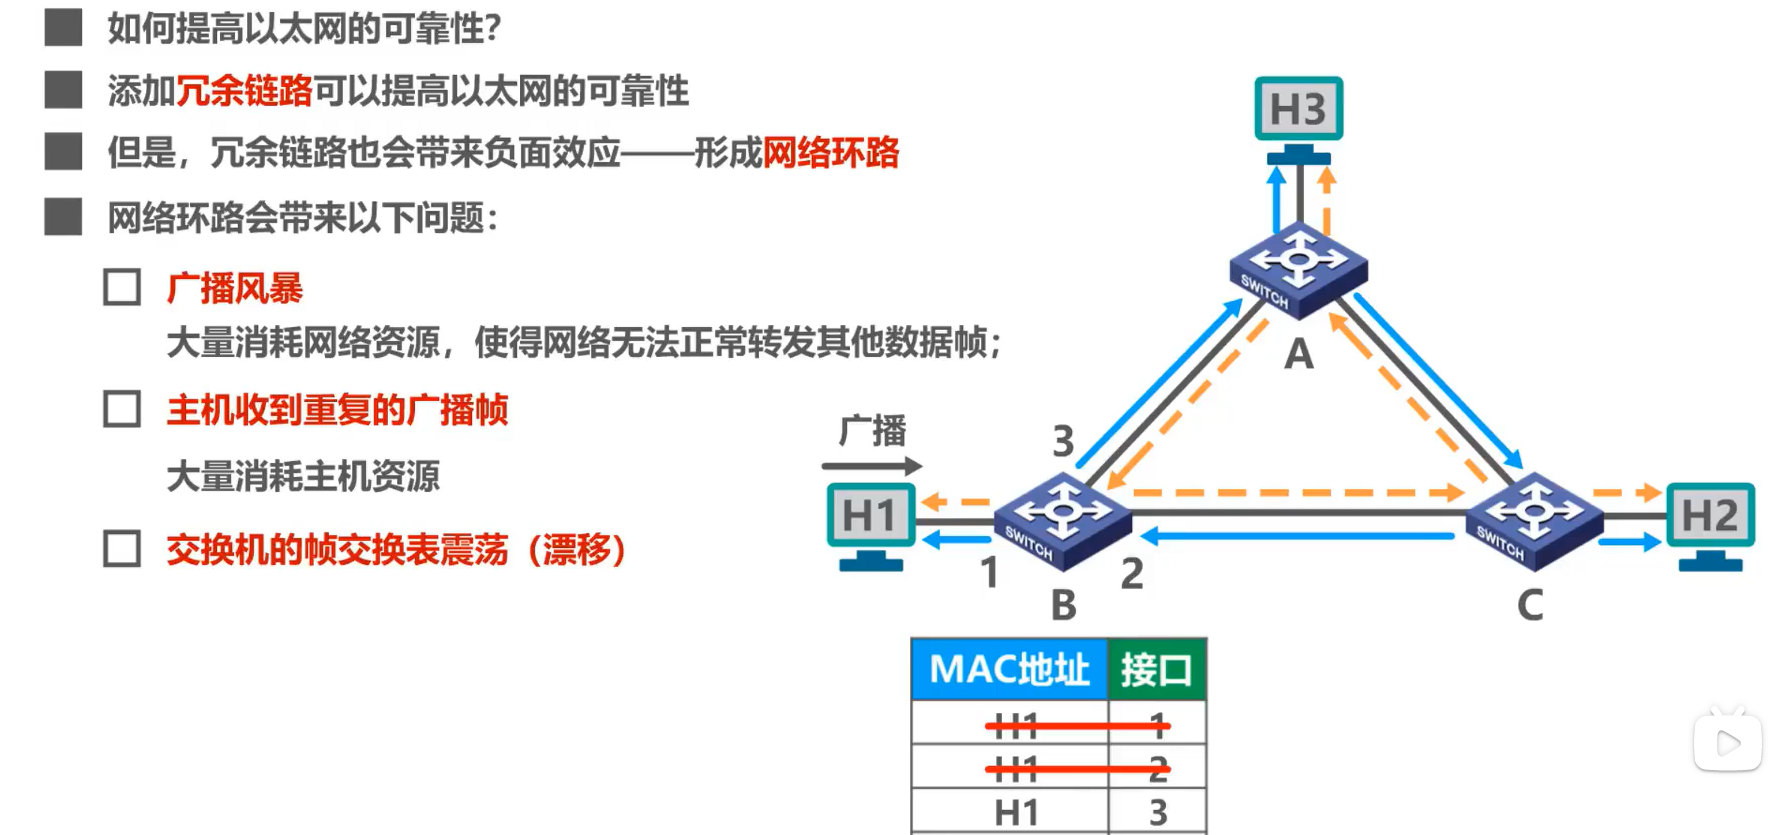 如何提高以太网的可靠性？
添加冗余链路可以提高以太网的可靠性
但是，冗余链路也会带来负面效应——形成网络环路
网络环路会带来以下问题：
广播风暴
大量消耗网络资源，使得网络无法正常转发其他数据帧；
主机收到重复的广播帧
大量消耗主机资源
交换机的帧交换表震荡（漂移）
H3
SWITCH
A
广播
3
H1
SWITCH
SWITCH
H2
1
2
B
C
MAC地址 接口
H1 1
H1 2
H1 3